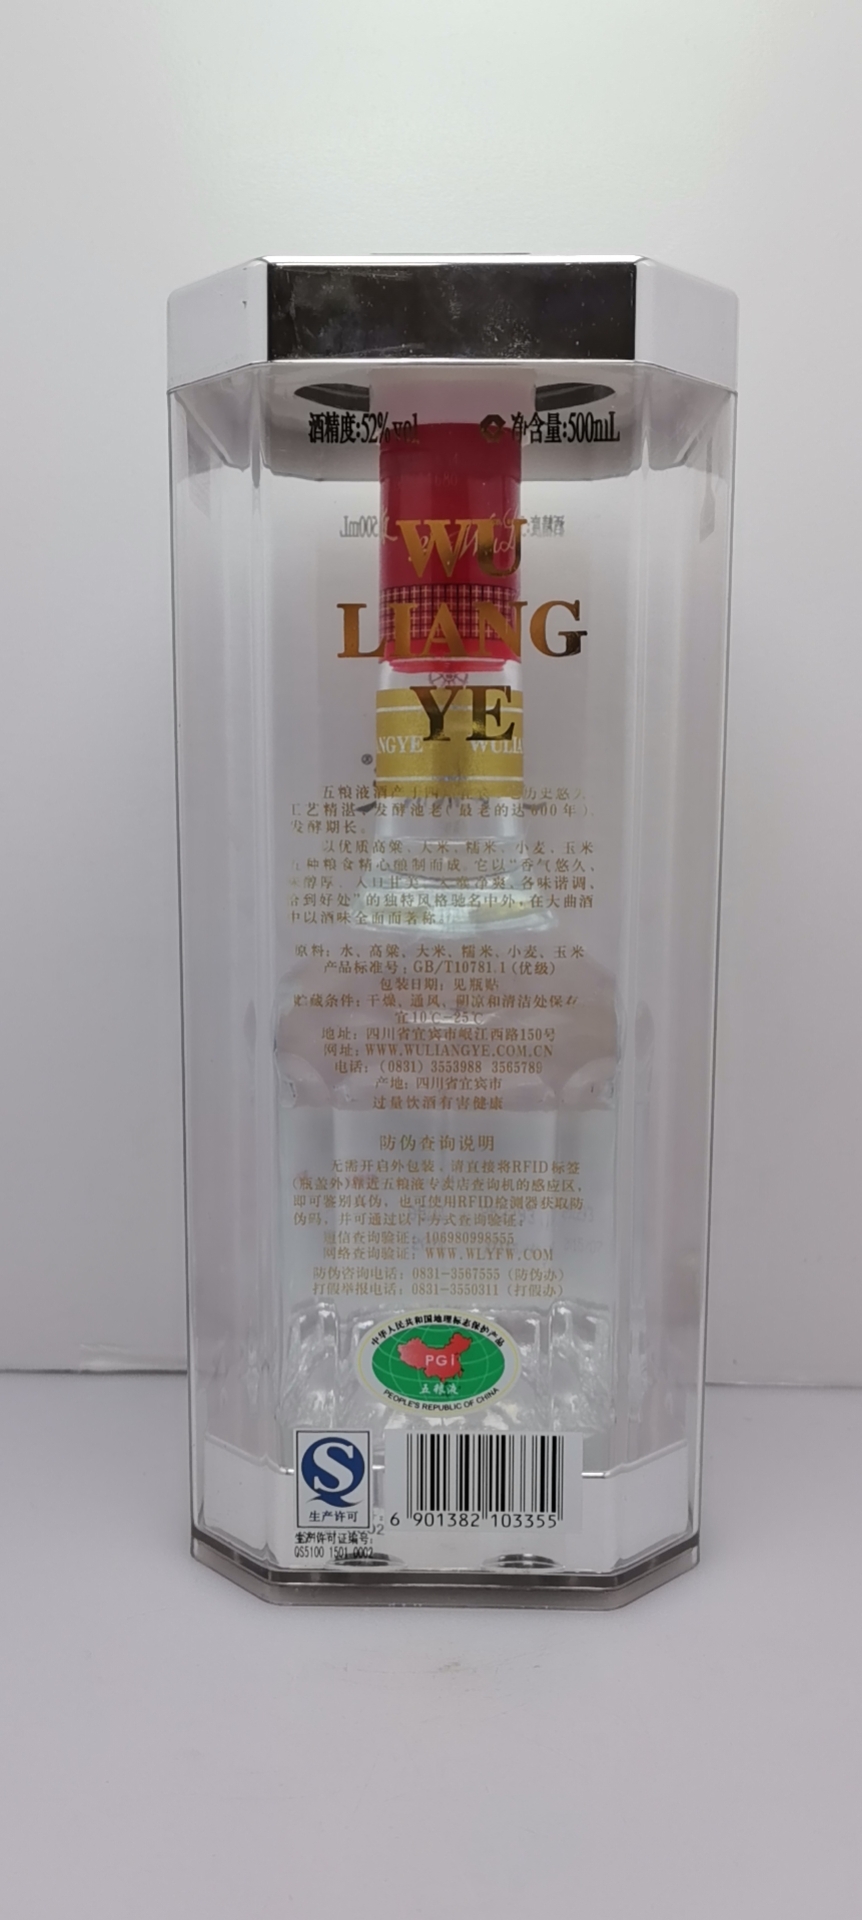 酒精度:52%vol 净含量:500mL
WU
LIANG
YE
NGYE WULIA
五粮液酒产于四
历史悠久
工艺精湛,发酵池老(最老的达600年),
发酵期长。
以优质高粱、大米、糯米、小麦、玉米
五种粮食精心酿制而成。它以“香气悠久、
味醇厚、入口甘美、入喉净爽、各味谐调、
恰到好处”的独特风格驰名中外,在大曲酒
中以酒味全面而著称。
原料:水、高粱、大米、糯米、小麦、玉米
产品标准号:GB/T10781.1(优级)
包装日期:见瓶贴
贮藏条件:干燥、通风、阴凉和清洁处保存
宜10℃-25℃
地址:四川省宜宾市岷江西路150号
网址:WWW.WULIANGYE.COM.CN
电话:(0831) 3553988 3565789
产地:四川省宜宾市
过量饮酒有害健康
防伪查询说明
无需开启外包装,请直接将RFID标签
(瓶盖外)靠近五粮液专卖店查询机的感应区,
即可鉴别真伪,也可使用RFID检测器获取防
伪码,并可通过以下方式查询验证:
通信查询验证:106980998555
网络查询验证:WWW.WLYFW.COM
防伪咨询电话:0831-3567555(防伪办)
打假举报电话:0831-3550311(打假办)
中华人民共和国地理标志保护产品
PGI
五粮液
PEOPLE'S REPUBLIC OF CHINA
生产许可
生产许可证编号:
QS5100 1501 0002
6 901382 103355